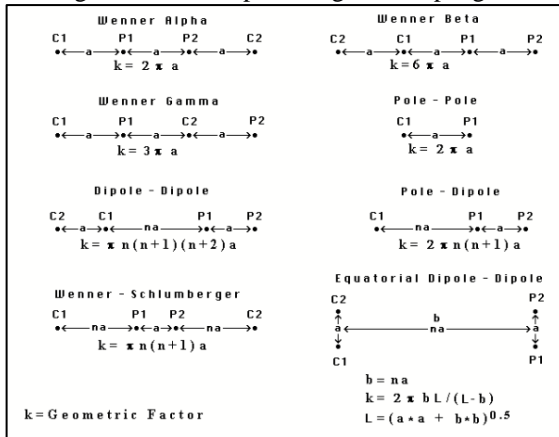 Wenner Alpha
C1 P1 P2 C2
a a a
k = 2 π a
Wenner Beta
C2 C1 P1 P2
a a a
k = 6 π a
Wenner Gamma
C1 P1 C2 P2
a a a
k = 3 π a
Pole - Pole
C1 P1
a
k = 2 π a
Dipole - Dipole
C2 C1 P1 P2
a na a
k = π n(n+1)(n+2)a
Pole - Dipole
C1 P1 P2
na a
k = 2 π n(n+1)a
Wenner - Schlumberger
C1 P1 P2 C2
na a na
k = π n(n+1)a
Equatorial Dipole - Dipole
C2 P2
b
a na a
C1 P1
b = na
k = 2 π b L/(L-b)
L = (a*a + b*b)^0.5
k = Geometric Factor